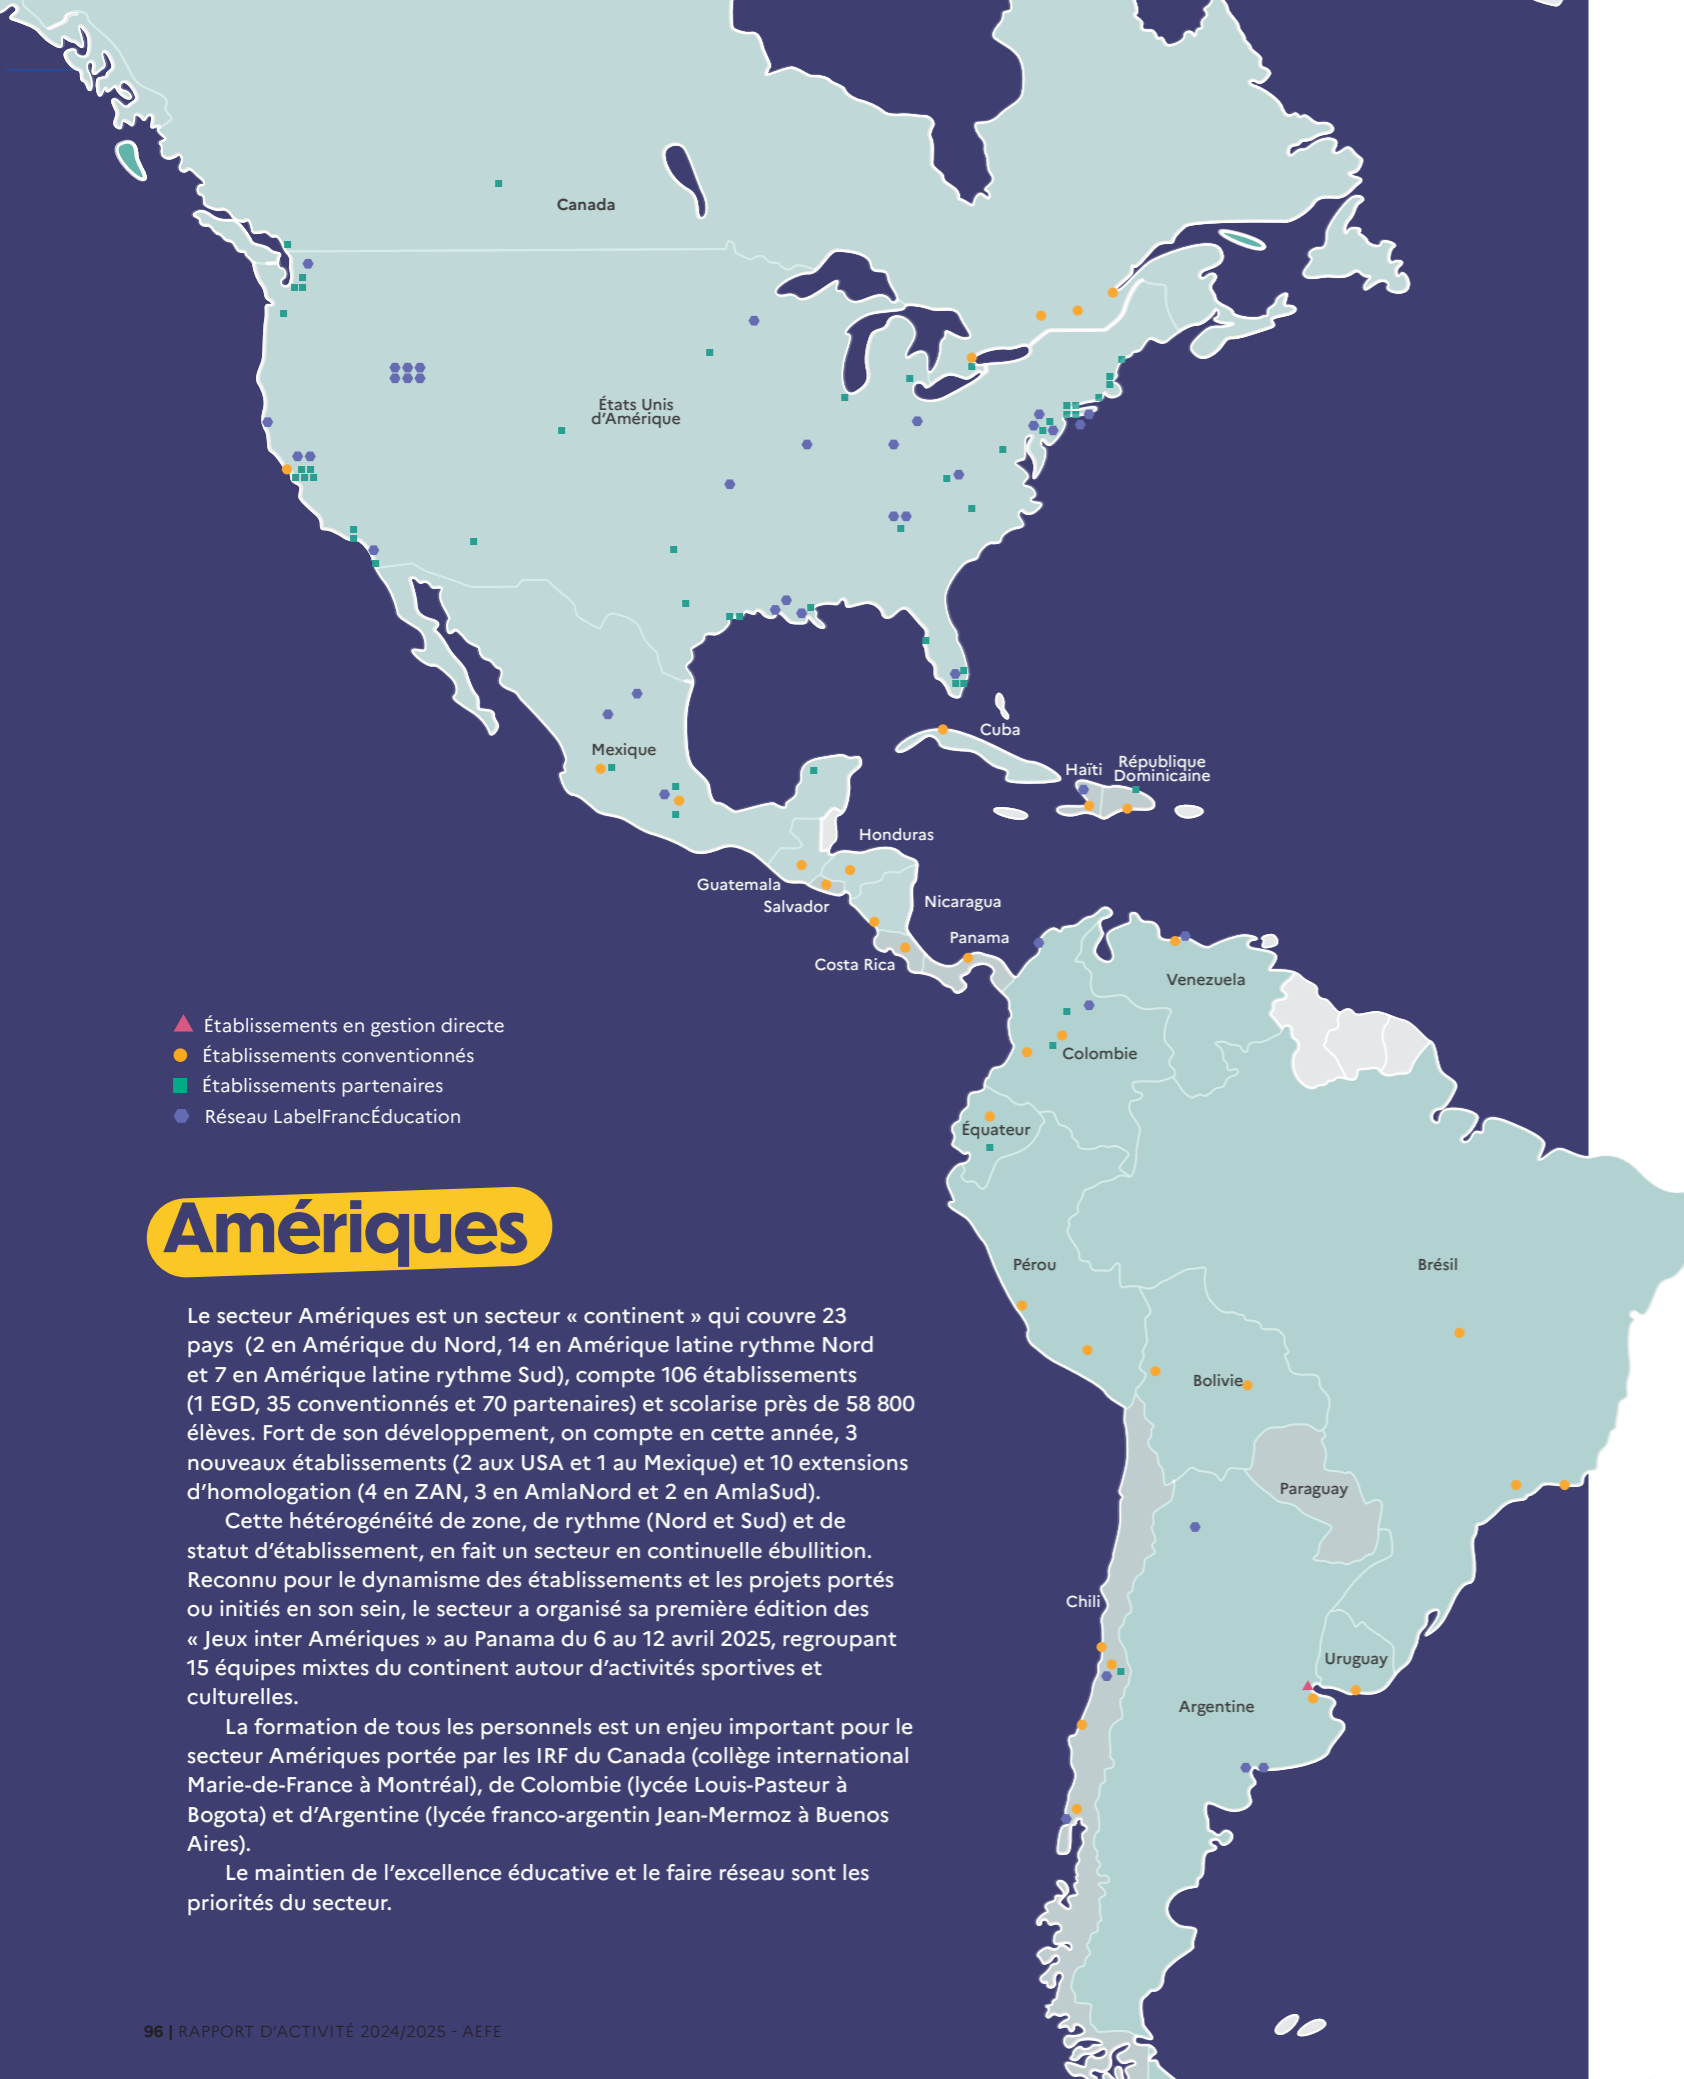 Canada
États Unis
d'Amérique
Mexique
Cuba
Haïti
République
Dominicaine
Honduras
Guatemala
Salvador
Nicaragua
Panama
Costa Rica
Venezuela
Colombie
Équateur
Pérou
Brésil
Bolivie
Paraguay
Chili
Uruguay
Argentine
Établissements en gestion directe
Établissements conventionnés
Établissements partenaires
Réseau LabelFrancÉducation
Amériques
Le secteur Amériques est un secteur « continent » qui couvre 23
pays (2 en Amérique du Nord, 14 en Amérique latine rythme Nord
et 7 en Amérique latine rythme Sud), compte 106 établissements
(1 EGD, 35 conventionnés et 70 partenaires) et scolarise près de 58 800
élèves. Fort de son développement, on compte en cette année, 3
nouveaux établissements (2 aux USA et 1 au Mexique) et 10 extensions
d'homologation (4 en ZAN, 3 en AmlaNord et 2 en AmlaSud).
Cette hétérogénéité de zone, de rythme (Nord et Sud) et de
statut d'établissement, en fait un secteur en continuelle ébullition.
Reconnu pour le dynamisme des établissements et les projets portés
ou initiés en son sein, le secteur a organisé sa première édition des
« Jeux inter Amériques » au Panama du 6 au 12 avril 2025, regroupant
15 équipes mixtes du continent autour d'activités sportives et
culturelles.
La formation de tous les personnels est un enjeu important pour le
secteur Amériques portée par les IRF du Canada (collège international
Marie-de-France à Montréal), de Colombie (lycée Louis-Pasteur à
Bogota) et d'Argentine (lycée franco-argentin Jean-Mermoz à Buenos
Aires).
Le maintien de l'excellence éducative et le faire réseau sont les
priorités du secteur.
96 | RAPPORT D'ACTIVITÉ 2024/2025 - AEFE